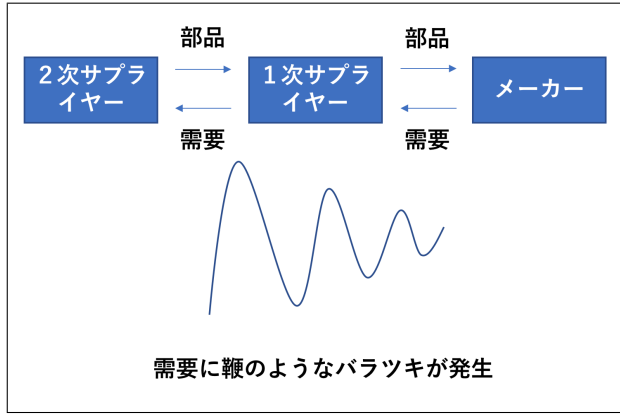 部品
部品
２次サプラ
イヤー
１次サプラ
イヤー
メーカー
需要
需要
需要に鞭のようなバラツキが発生